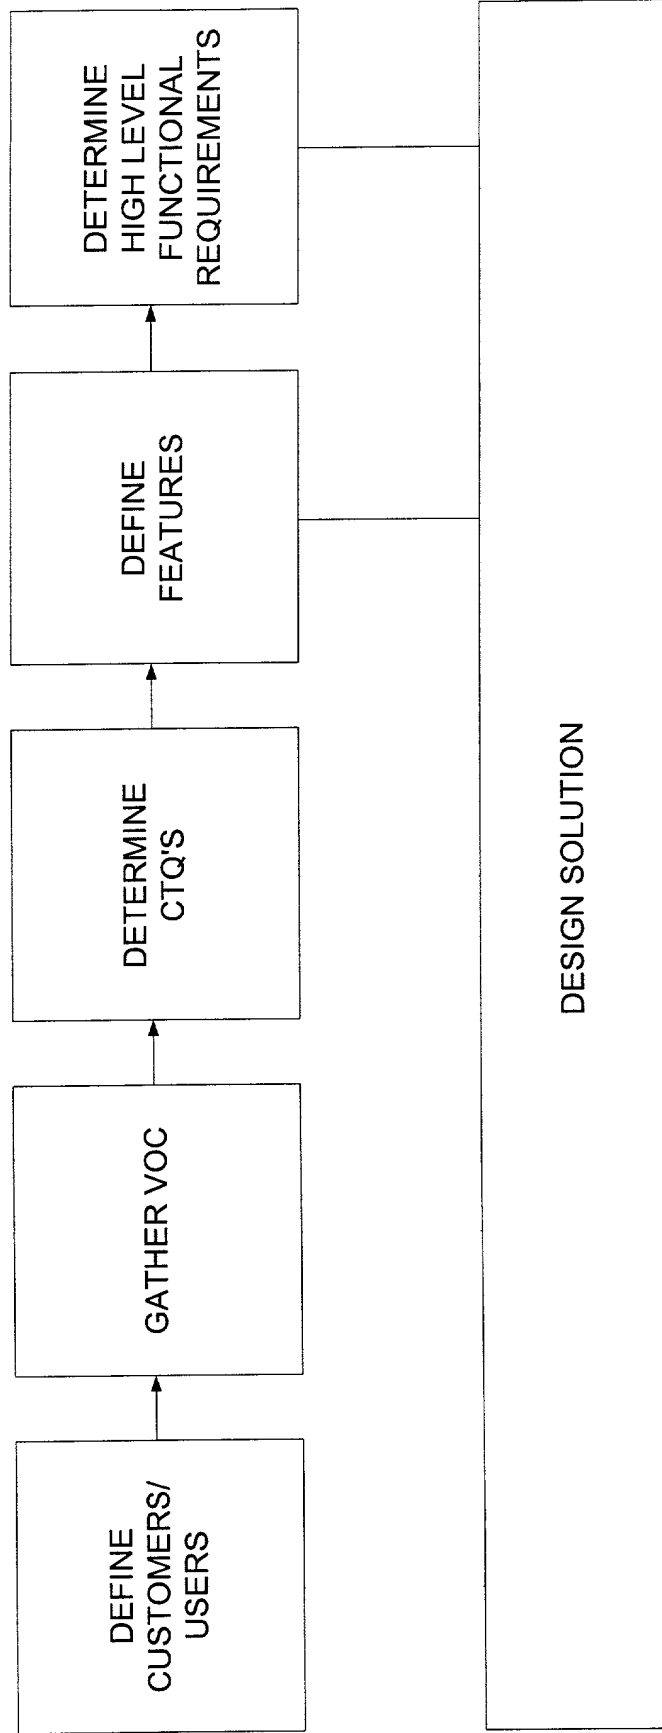 DEFINE
CUSTOMERS/
USERS
GATHER VOC
DETERMINE
CTQ'S
DEFINE
FEATURES
DETERMINE
HIGH LEVEL
FUNCTIONAL
REQUIREMENTS
DESIGN SOLUTION